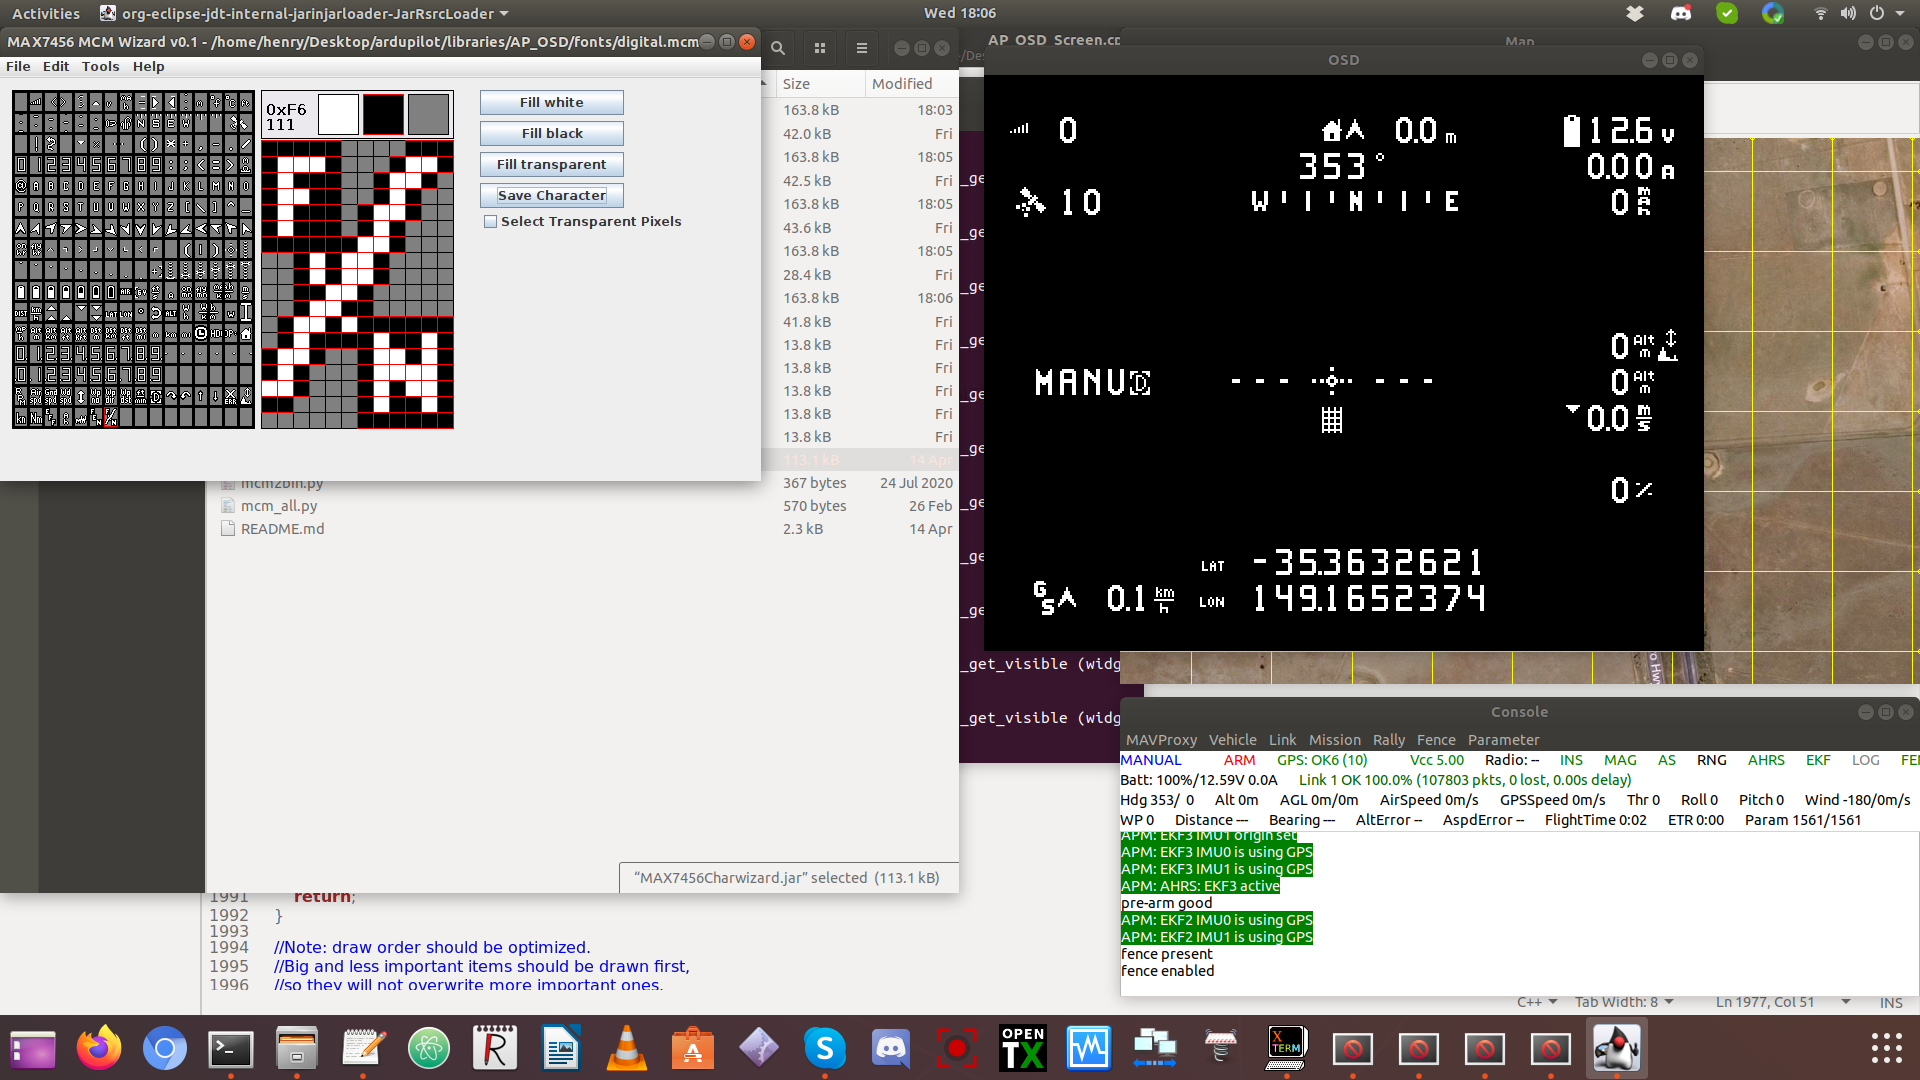 Activities
org-eclipse-jdt-internal-jarinjarloader-JarRsrcLoader
Wed 18:06
MAX7456 MCM Wizard v0.1 - /home/henry/Desktop/ardupilot/libraries/AP_OSD/fonts/digital.mcm
File Edit Tools Help
0xF6
111
Fill white
Fill black
Fill transparent
Save Character
Select Transparent Pixels
Size Modified
163.8 kB 18:03
42.0 kB Fri
163.8 kB 18:05
42.5 kB Fri
163.8 kB 18:05
43.6 kB Fri
163.8 kB 18:05
28.4 kB Fri
163.8 kB 18:06
41.8 kB Fri
13.8 kB Fri
13.8 kB Fri
13.8 kB Fri
13.8 kB Fri
13.8 kB Fri
113.1 kB 14 Apr
mcm2bin.py 367 bytes 24 Jul 2020
mcm_all.py 570 bytes 26 Feb
README.md 2.3 kB 14 Apr
"MAX7456Charwizard.jar" selected (113.1 kB)
AP_OSD_Screen.cp
Map
_get_visible (widg
_get_visible (widg
OSD
0
0.0 m
12.6 V
353 °
0.00 A
10
W'I'N'I'I'E
0 mAh
0 Alt m
MANU
0 Alt m
0.0 m/s
0 %
LAT -35.3632621
GS 0.1 km/h
LON 149.1652374
1991 return;
1992 }
1993
1994 //Note: draw order should be optimized.
1995 //Big and less important items should be drawn first,
1996 //so they will not overwrite more important ones.
Console
MAVProxy Vehicle Link Mission Rally Fence Parameter
MANUAL ARM GPS: OK6 (10) Vcc 5.00 Radio: -- INS MAG AS RNG AHRS EKF LOG FEN
Batt: 100%/12.59V 0.0A Link 1 OK 100.0% (107803 pkts, 0 lost, 0.00s delay)
Hdg 353/ 0 Alt 0m AGL 0m/0m AirSpeed 0m/s GPSSpeed 0m/s Thr 0 Roll 0 Pitch 0 Wind -180/0m/s
WP 0 Distance --- Bearing --- AltError -- AspdError -- FlightTime 0:02 ETR 0:00 Param 1561/1561
APM: EKF3 IMU1 origin set
APM: EKF3 IMU0 is using GPS
APM: EKF3 IMU1 is using GPS
APM: AHRS: EKF3 active
pre-arm good
APM: EKF2 IMU0 is using GPS
APM: EKF2 IMU1 is using GPS
fence present
fence enabled
C++ Tab Width: 8 Ln 1977, Col 51 INS
OPEN TX
X TERM